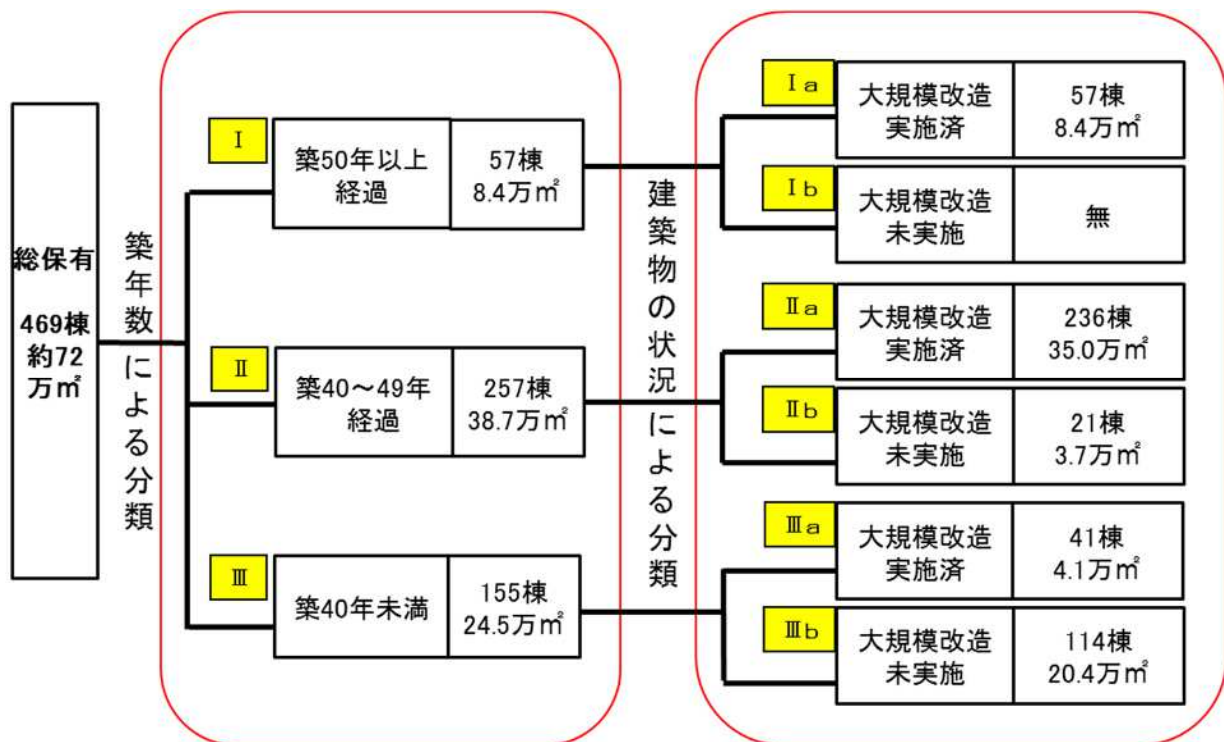 総保有
469棟
約72
万㎡
築年数による分類
Ⅰ
築50年以上
経過
57棟
8.4万㎡
Ⅱ
築40～49年
経過
257棟
38.7万㎡
Ⅲ
築40年未満
155棟
24.5万㎡
建築物の状況による分類
Ⅰa
大規模改造
実施済
57棟
8.4万㎡
Ⅰb
大規模改造
未実施
無
Ⅱa
大規模改造
実施済
236棟
35.0万㎡
Ⅱb
大規模改造
未実施
21棟
3.7万㎡
Ⅲa
大規模改造
実施済
41棟
4.1万㎡
Ⅲb
大規模改造
未実施
114棟
20.4万㎡